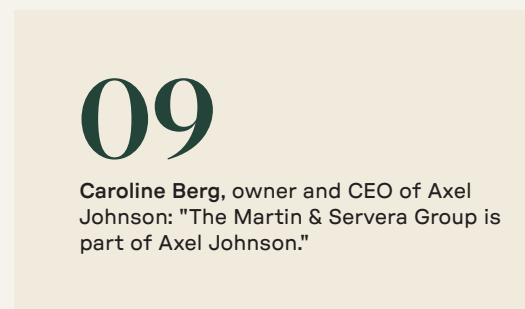 09
Caroline Berg, owner and CEO of Axel
Johnson: "The Martin & Servera Group is
part of Axel Johnson."